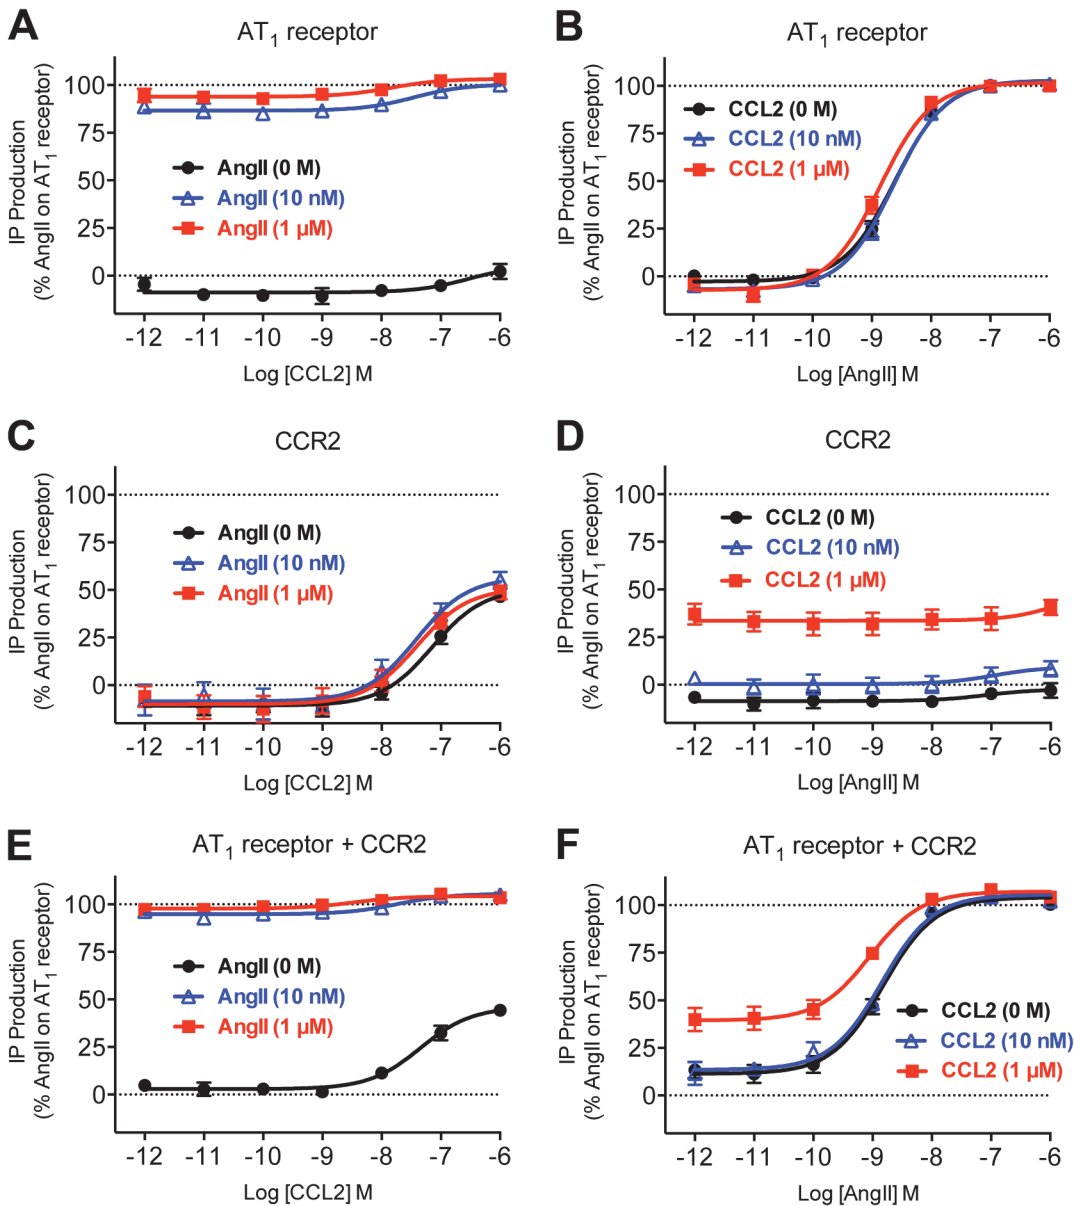 A
AT1 receptor
IP Production
(% AngII on AT1 receptor)
100
75
50
25
0
AngII (0 M)
AngII (10 nM)
AngII (1 µM)
-12 -11 -10 -9 -8 -7 -6
Log [CCL2] M
B
AT1 receptor
IP Production
(% AngII on AT1 receptor)
100
75
50
25
0
CCL2 (0 M)
CCL2 (10 nM)
CCL2 (1 µM)
-12 -11 -10 -9 -8 -7 -6
Log [AngII] M
C
CCR2
IP Production
(% AngII on AT1 receptor)
100
75
50
25
0
AngII (0 M)
AngII (10 nM)
AngII (1 µM)
-12 -11 -10 -9 -8 -7 -6
Log [CCL2] M
D
CCR2
IP Production
(% AngII on AT1 receptor)
100
75
50
25
0
CCL2 (0 M)
CCL2 (10 nM)
CCL2 (1 µM)
-12 -11 -10 -9 -8 -7 -6
Log [AngII] M
E
AT1 receptor + CCR2
IP Production
(% AngII on AT1 receptor)
100
75
50
25
0
AngII (0 M)
AngII (10 nM)
AngII (1 µM)
-12 -11 -10 -9 -8 -7 -6
Log [CCL2] M
F
AT1 receptor + CCR2
IP Production
(% AngII on AT1 receptor)
100
75
50
25
0
CCL2 (0 M)
CCL2 (10 nM)
CCL2 (1 µM)
-12 -11 -10 -9 -8 -7 -6
Log [AngII] M